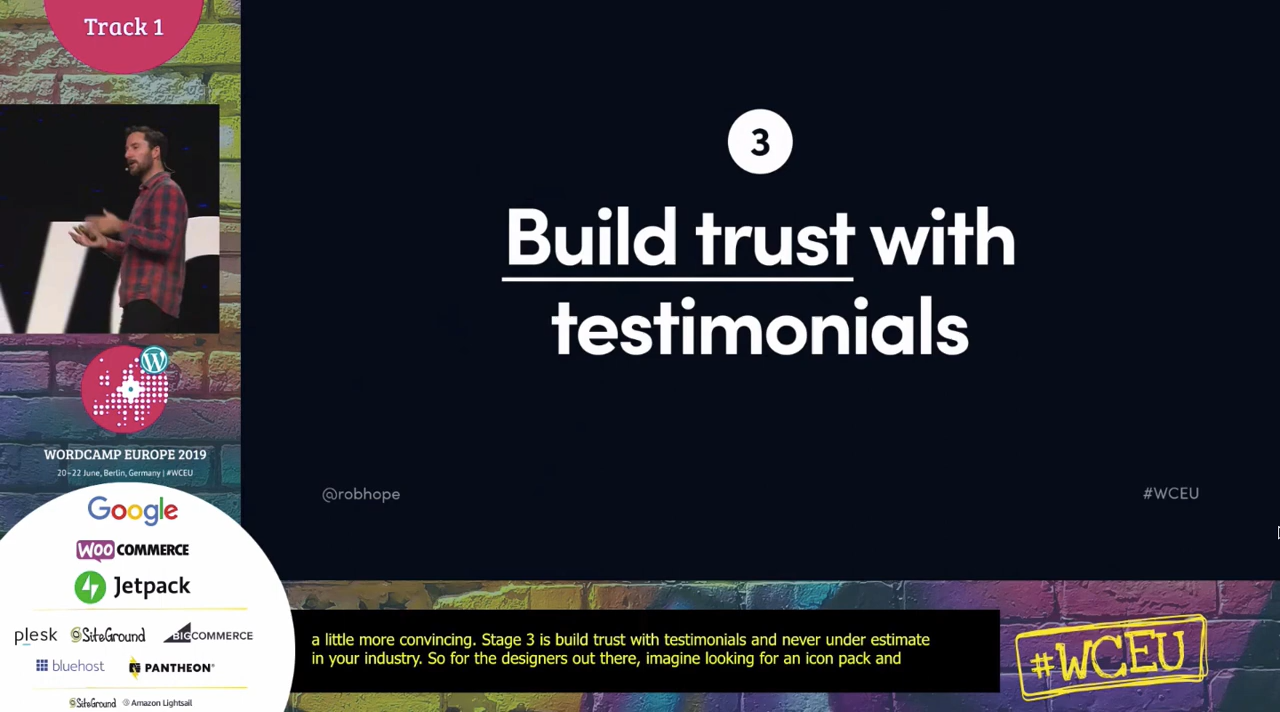 Track 1
3
Build trust with
testimonials
@robhope
#WCEU
WORDCAMP EUROPE 2019
20–22 June, Berlin, Germany | #WCEU
Google
WOO COMMERCE
Jetpack
plesk SiteGround BIGCOMMERCE
bluehost PANTHEON®
SiteGround Amazon Lightsail
a little more convincing. Stage 3 is build trust with testimonials and never under estimate
in your industry. So for the designers out there, imagine looking for an icon pack and
#WCEU